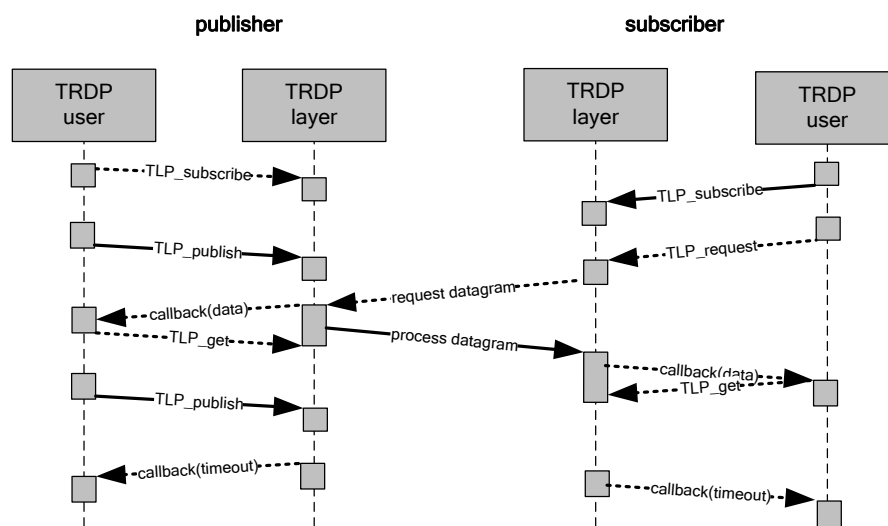 publisher
subscriber
TRDP
user
TRDP
layer
TRDP
layer
TRDP
user
TLP_subscribe
TLP_subscribe
TLP_publish
TLP_request
request datagram
callback(data)
TLP_get
process datagram
callback(data)
TLP_get
TLP_publish
callback(timeout)
callback(timeout)